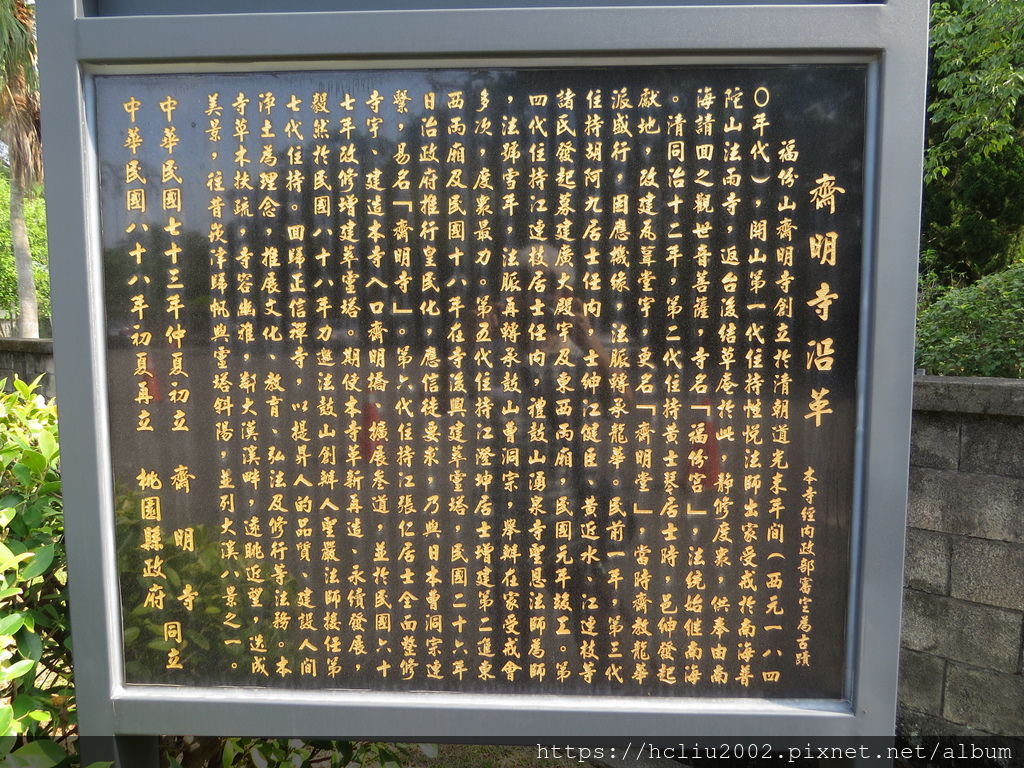 齋明寺沿革
本寺經內政部審定為古蹟
福份山齋明寺創立於清朝道光末年間(西元一八四
〇年代),開山第一代住持性悅法師出家受戒於南海普
陀山法雨寺,返台後結草庵於此,靜修度衆,供奉由南
海請回之觀世音菩薩,寺名「福份宮」,法統始繼南海
。清同治十二年,第二代住持黃士琴居士時,邑紳發起
獻地,改建為葺堂宇,更名「齋明堂」當時齋教龍華
派盛行,因應機緣,法脈轉承龍華。民前一年,第三代
住持胡阿九居士任內,士紳江健臣、黃近水、江連枝等
諸民發起募建廣大殿宇及東西兩廂,民國元年竣工。第
四代住持江連枝居士任內,禮鼓山湧泉寺聖恩法師為師
,法號雪年,法脈再轉承鼓山曹洞宗,舉辦在家受戒會
多次,度衆最力。第五代住持江澄坤居士增建第二進東
西兩廂及民國十八年在寺後興建萃靈塔,民國二十六年
日治政府推行皇民化,應信徒要求,乃與日本曹洞宗連
繫,易名「齋明寺」。第六代住持江張仁居士全面整修
寺宇、建造本寺入口齋明橋、擴展參道,並於民國六十
七年改修增建萃靈塔。期使本寺革新再造、永續發展,
毅然於民國八十八年力邀法鼓山創辦人聖嚴法師接任第
七代住持。回歸正信禪寺,以提昇人的品質、建設人間
淨土為理念,推展文化、教育、弘法及修行等法務。本
寺草木扶疏,寺容幽雅,鄰大漢溪畔,遠眺近望,迭成
美景,往昔崁津歸帆與靈塔斜陽,並列大溪八景之一。
中華民國七十三年仲夏初立 齋明寺 同立
中華民國八十八年初夏再立 桃園縣政府
https://hcliu2002.pixnet.net/album